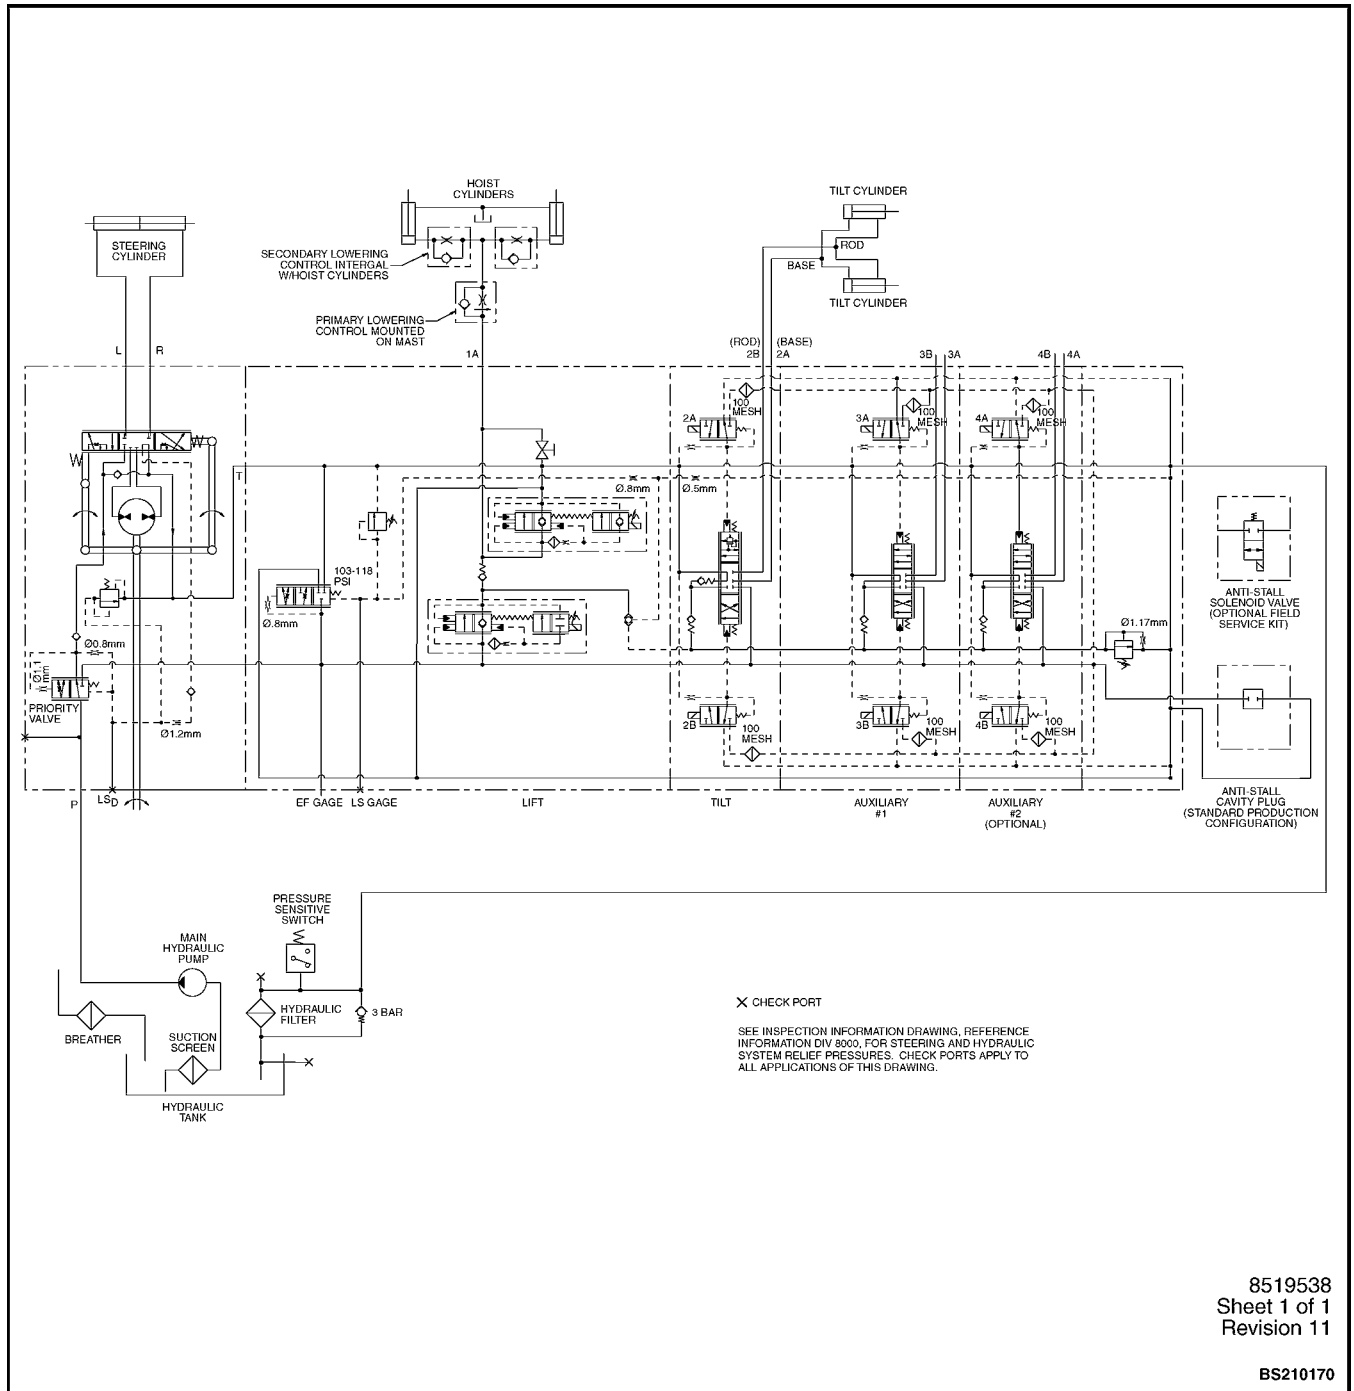 HOIST
CYLINDERS
TILT CYLINDER
STEERING
CYLINDER
SECONDARY LOWERING
CONTROL INTERGAL
W/HOIST CYLINDERS
ROD
BASE
TILT CYLINDER
PRIMARY LOWERING
CONTROL MOUNTED
ON MAST
L
R
1A
(ROD)
2B
(BASE)
2A
3B
3A
4B
4A
100
MESH
2A
100
MESH
3A
100
MESH
4A
T
Ø.8mm
Ø.5mm
103-118
PSI
Ø.8mm
ANTI-STALL
SOLENOID VALVE
(OPTIONAL FIELD
SERVICE KIT)
Ø1.17mm
Ø0.8mm
Ø1.1
mm
PRIORITY
VALVE
Ø1.2mm
2B
100
MESH
3B
100
MESH
4B
100
MESH
P
LS
D
EF GAGE
LS GAGE
LIFT
TILT
AUXILIARY
#1
AUXILIARY
#2
(OPTIONAL)
ANTI-STALL
CAVITY PLUG
(STANDARD PRODUCTION
CONFIGURATION)
PRESSURE
SENSITIVE
SWITCH
MAIN
HYDRAULIC
PUMP
HYDRAULIC
FILTER
3 BAR
BREATHER
SUCTION
SCREEN
HYDRAULIC
TANK
X CHECK PORT
SEE INSPECTION INFORMATION DRAWING, REFERENCE
INFORMATION DIV 8000, FOR STEERING AND HYDRAULIC
SYSTEM RELIEF PRESSURES. CHECK PORTS APPLY TO
ALL APPLICATIONS OF THIS DRAWING.
8519538
Sheet 1 of 1
Revision 11
BS210170